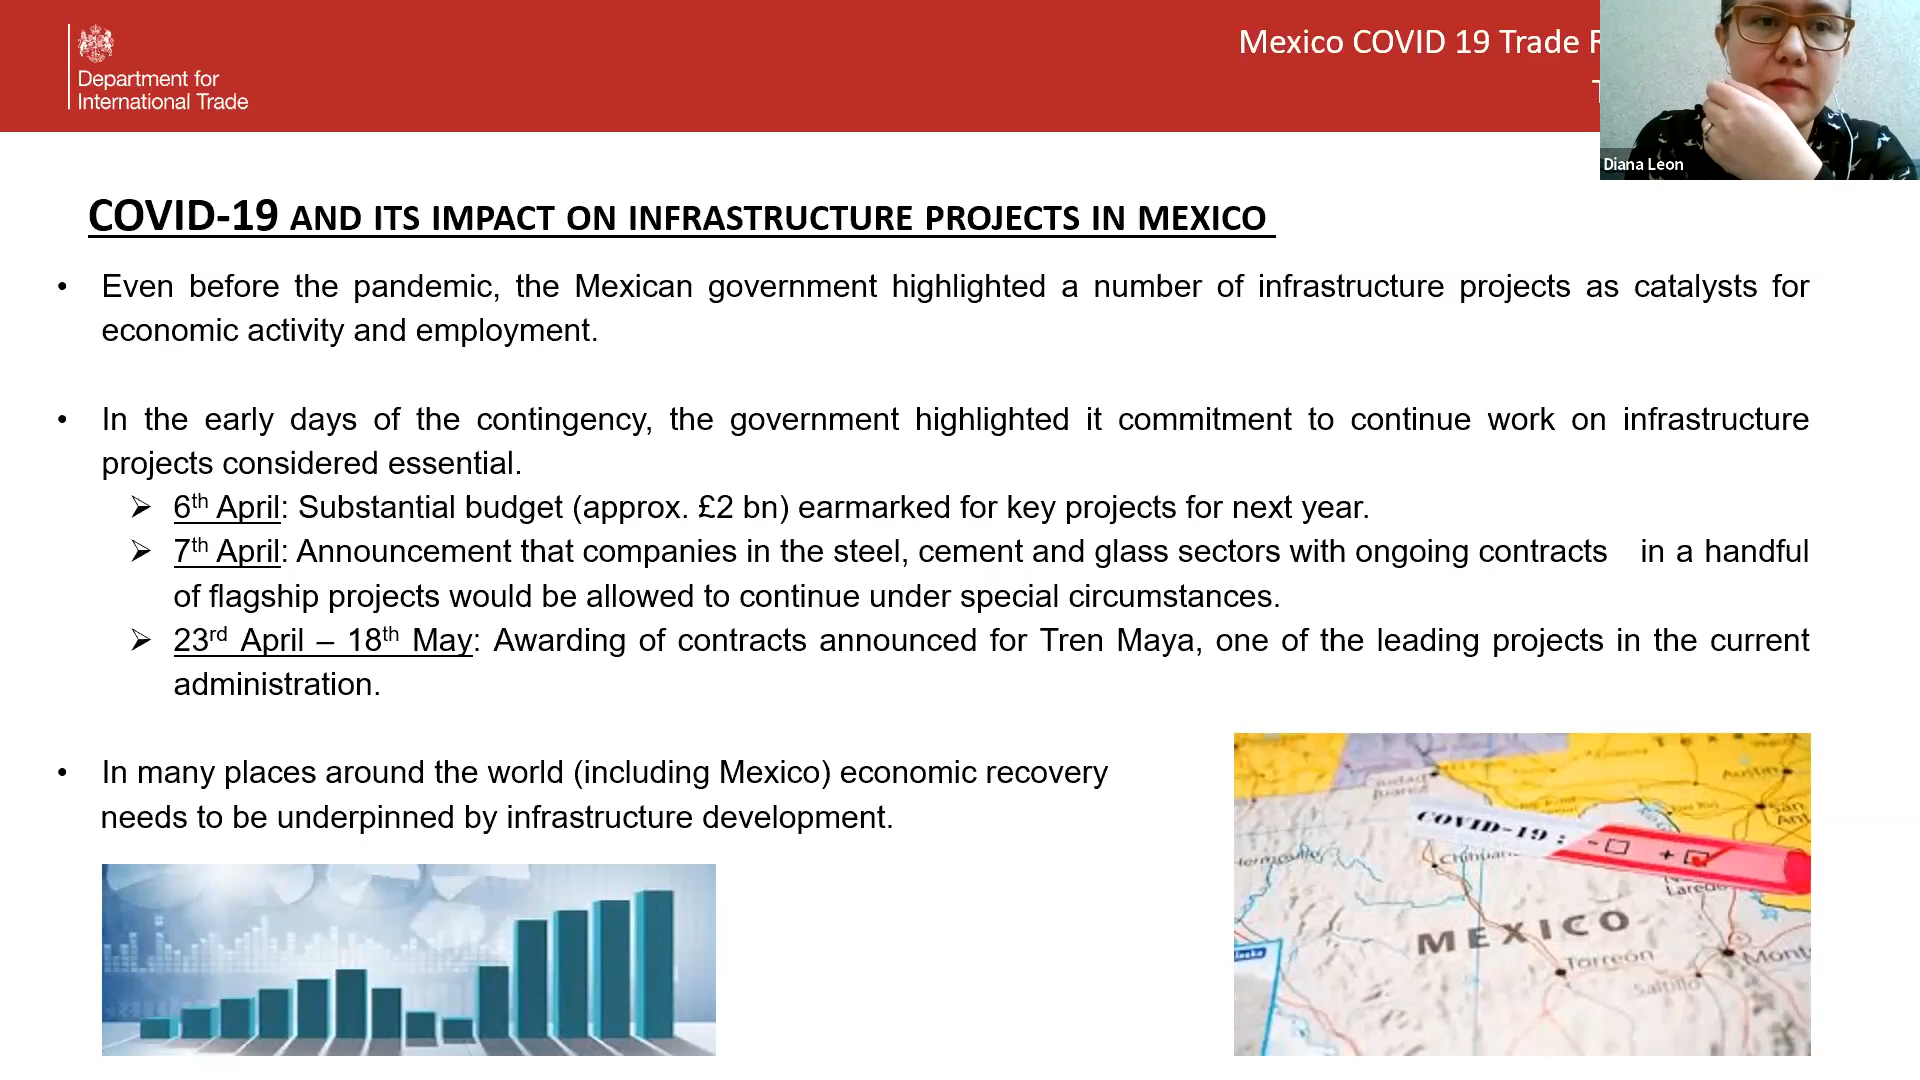 Department for
International Trade
Mexico COVID 19 Trade
Diana Leon
COVID-19 AND ITS IMPACT ON INFRASTRUCTURE PROJECTS IN MEXICO
• Even before the pandemic, the Mexican government highlighted a number of infrastructure projects as catalysts for
economic activity and employment.
• In the early days of the contingency, the government highlighted it commitment to continue work on infrastructure
projects considered essential.
➢ 6th April: Substantial budget (approx. £2 bn) earmarked for key projects for next year.
➢ 7th April: Announcement that companies in the steel, cement and glass sectors with ongoing contracts in a handful
of flagship projects would be allowed to continue under special circumstances.
➢ 23rd April – 18th May: Awarding of contracts announced for Tren Maya, one of the leading projects in the current
administration.
• In many places around the world (including Mexico) economic recovery
needs to be underpinned by infrastructure development.
Ciudad
Juárez
Austin
San
COVID-19 : - +
Hermosillo
Laredo
MEXICO
Torreón
Saltillo